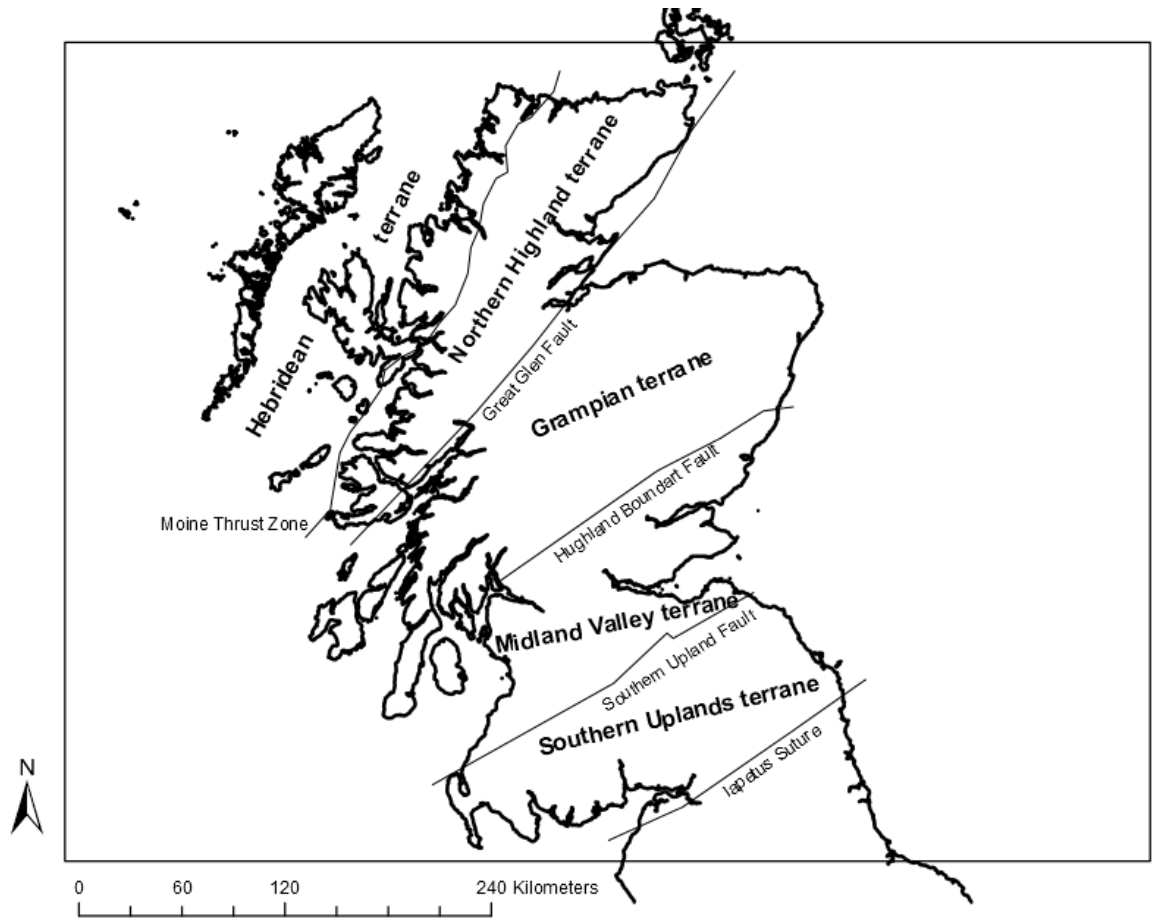 terrane
Northern Highland terrane
Hebridean
Great Glen Fault
Grampian terrane
Hughland Boundart Fault
Moine Thrust Zone
Midland Valley terrane
Southern Upland Fault
Southern Uplands terrane
Iapetus Suture
N
0 60 120 240 Kilometers